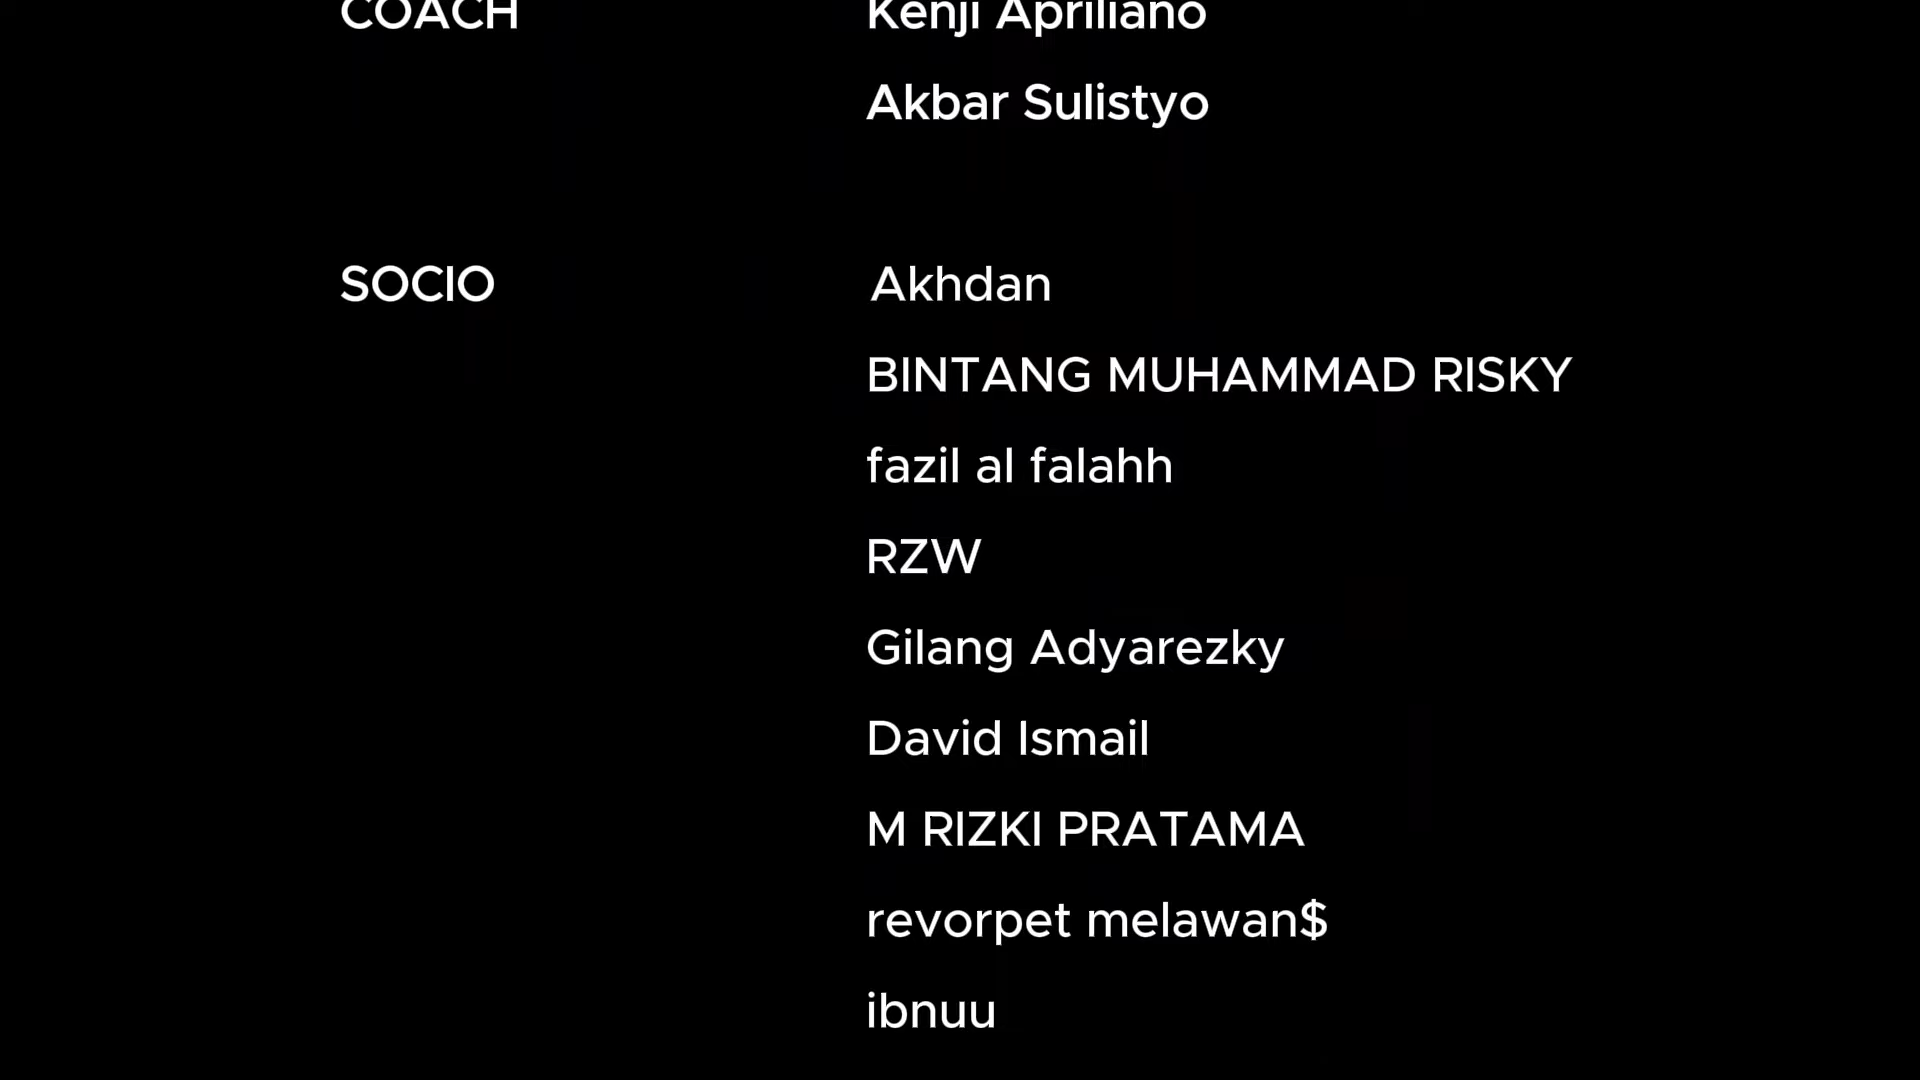 COACH Kenji Apriliano
Akbar Sulistyo
SOCIO Akhdan
BINTANG MUHAMMAD RISKY
fazil al falahh
RZW
Gilang Adyarezky
David Ismail
M RIZKI PRATAMA
revorpet melawan$
ibnuu